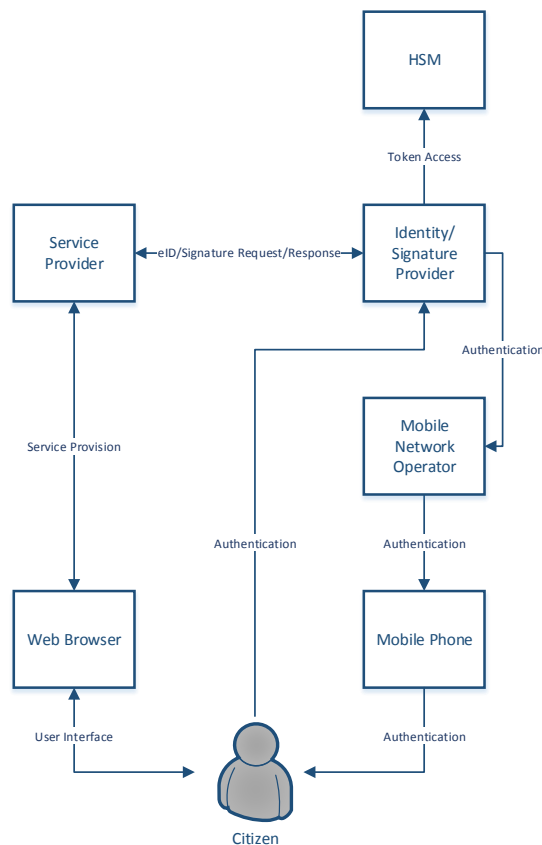 HSM
Token Access
Service
Provider
eID/Signature Request/Response
Identity/
Signature
Provider
Authentication
Mobile
Network
Operator
Service Provision
Authentication
Authentication
Web Browser
Mobile Phone
User Interface
Authentication
Citizen